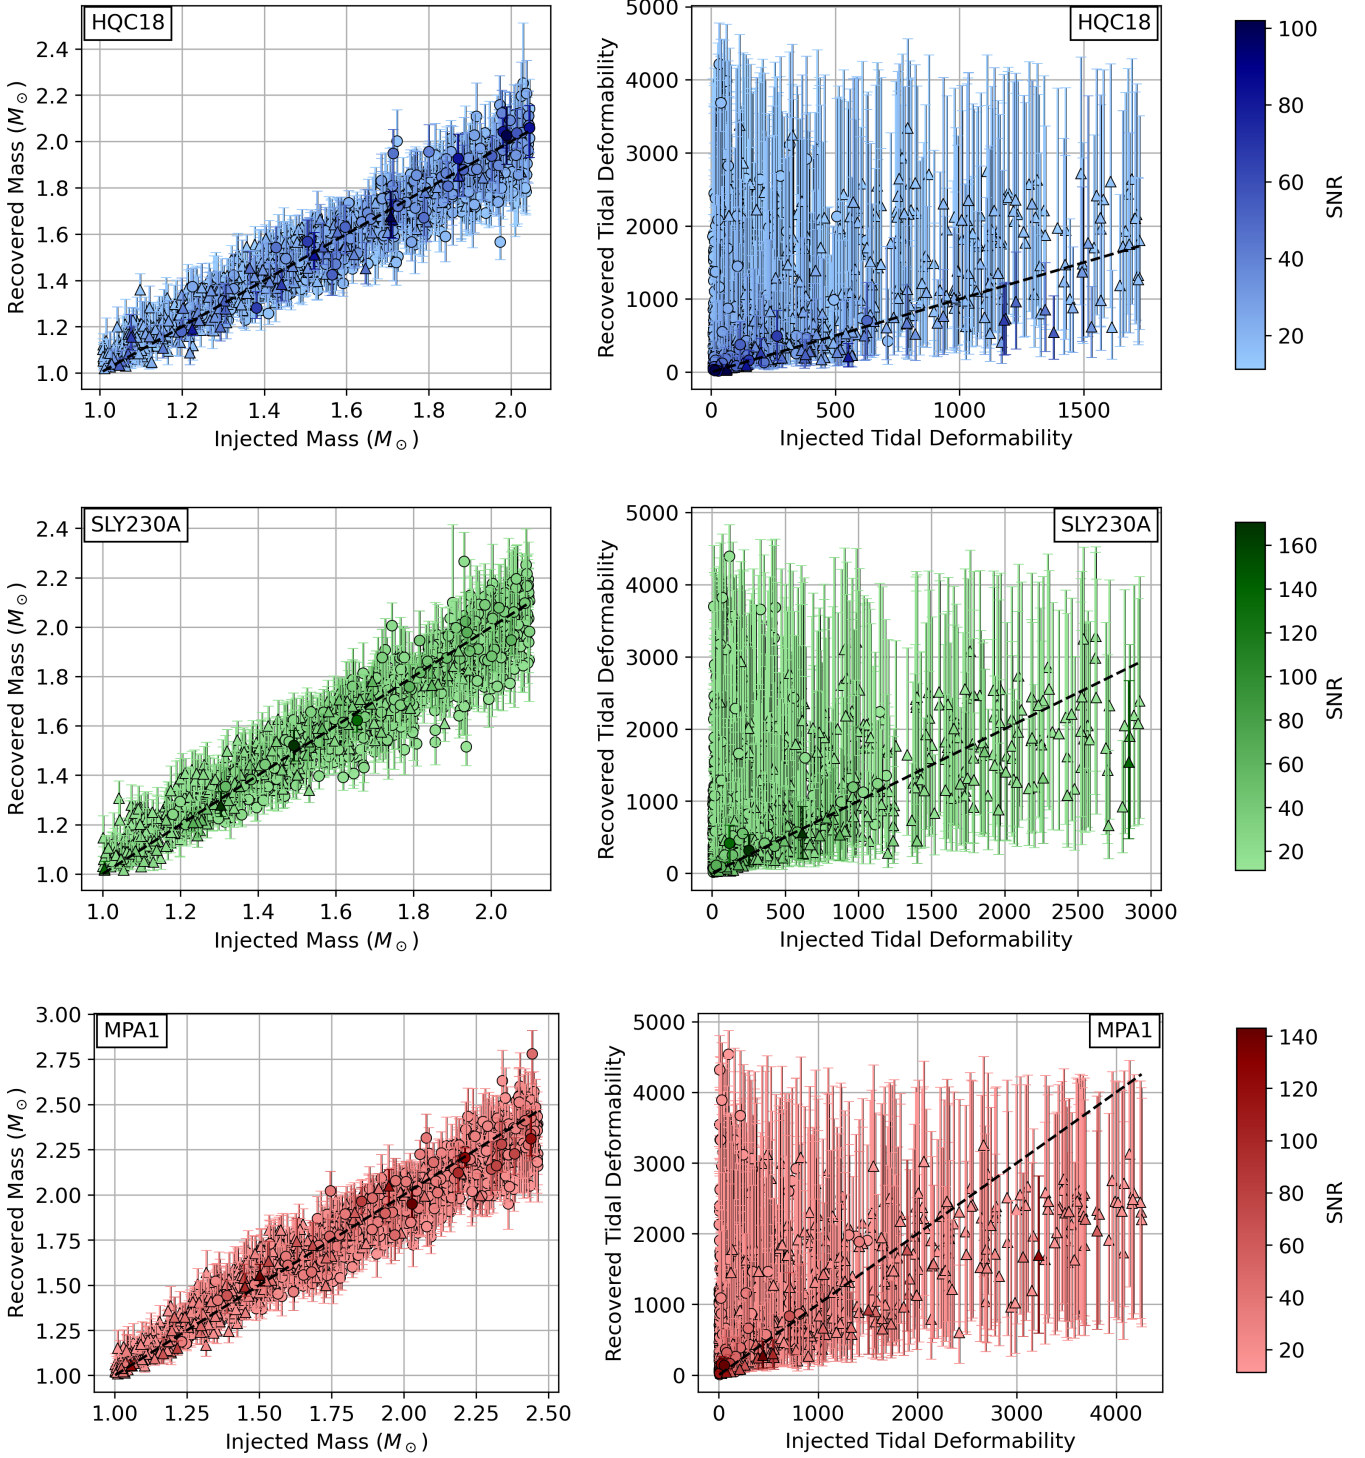 HQC18
Recovered Mass (M⊙)
2.4
2.2
2.0
1.8
1.6
1.4
1.2
1.0
1.0 1.2 1.4 1.6 1.8 2.0
Injected Mass (M⊙)
HQC18
Recovered Tidal Deformability
5000
4000
3000
2000
1000
0
0 500 1000 1500
Injected Tidal Deformability
100
80
60
40
20
SNR
SLY230A
Recovered Mass (M⊙)
2.4
2.2
2.0
1.8
1.6
1.4
1.2
1.0
1.0 1.2 1.4 1.6 1.8 2.0
Injected Mass (M⊙)
SLY230A
Recovered Tidal Deformability
5000
4000
3000
2000
1000
0
0 500 1000 1500 2000 2500 3000
Injected Tidal Deformability
160
140
120
100
80
60
40
20
SNR
MPA1
Recovered Mass (M⊙)
3.00
2.75
2.50
2.25
2.00
1.75
1.50
1.25
1.00
1.00 1.25 1.50 1.75 2.00 2.25 2.50
Injected Mass (M⊙)
MPA1
Recovered Tidal Deformability
5000
4000
3000
2000
1000
0
0 1000 2000 3000 4000
Injected Tidal Deformability
140
120
100
80
60
40
20
SNR